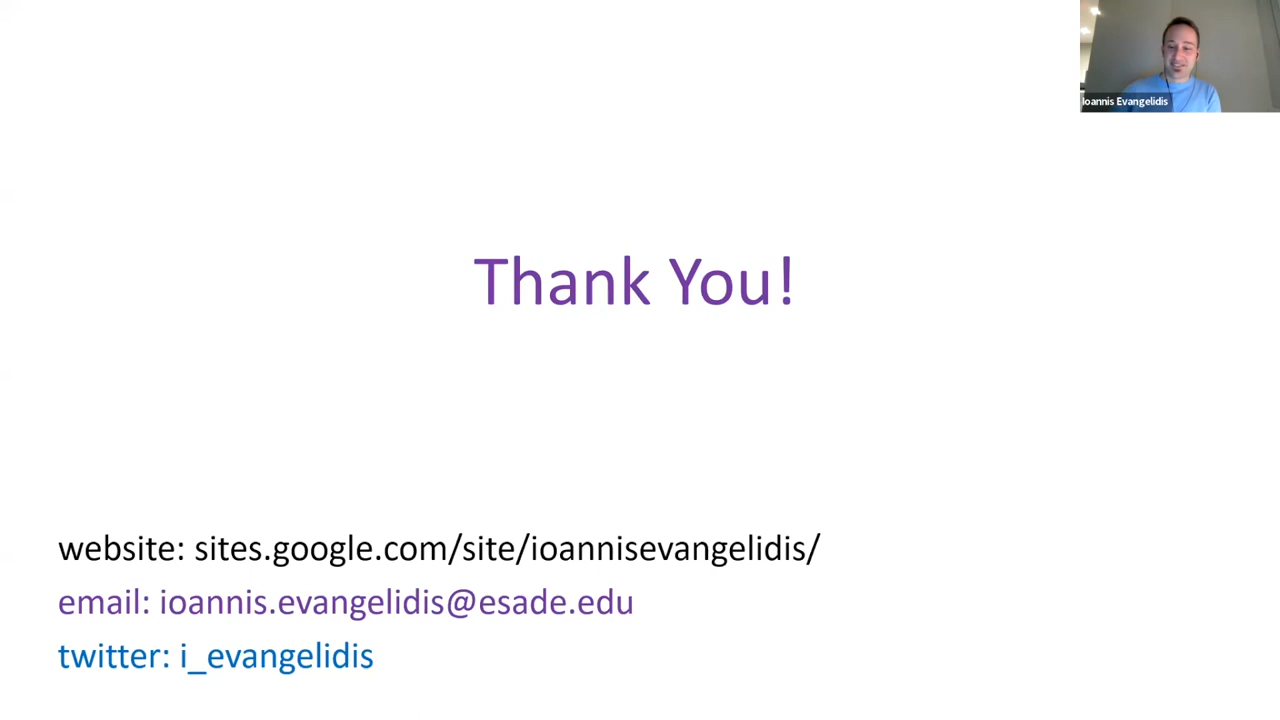 Ioannis Evangelidis
Thank You!
website: sites.google.com/site/ioannisevangelidis/
email: ioannis.evangelidis@esade.edu
twitter: i_evangelidis